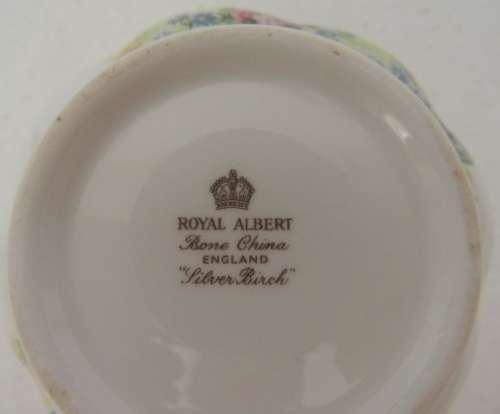 ROYAL ALBERT
Bone China
ENGLAND
"Silver Birch"